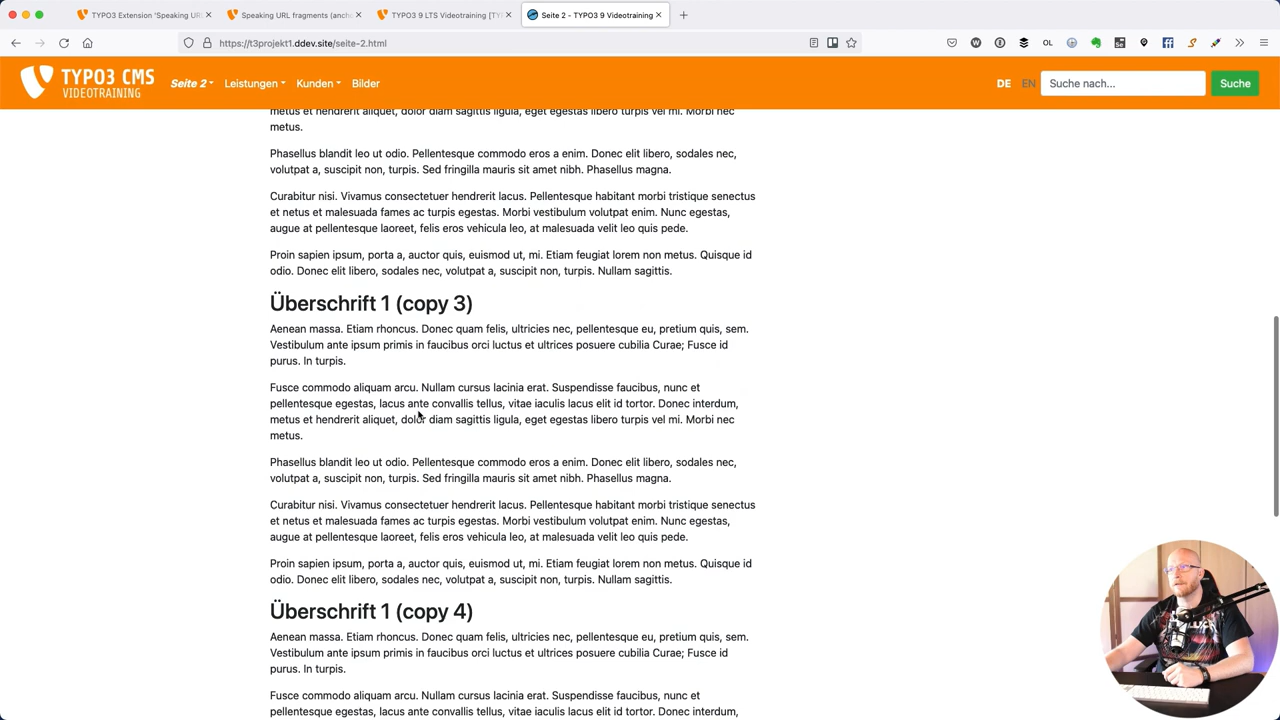 TYPO3 Extension 'Speaking URL
Speaking URL fragments (ancho
TYPO3 9 LTS Videotraining [TY
Seite 2 - TYPO3 9 Videotraining
https://t3projekt1.ddev.site/seite-2.html
OL
TYPO3 CMS
VIDEOTRAINING
Seite 2
Leistungen
Kunden
Bilder
DE
EN
Suche nach...
Suche
metus et hendrerit aliquet, dolor diam sagittis ligula, eget egestas libero turpis vel mi. Morbi nec
metus.
Phasellus blandit leo ut odio. Pellentesque commodo eros a enim. Donec elit libero, sodales nec,
volutpat a, suscipit non, turpis. Sed fringilla mauris sit amet nibh. Phasellus magna.
Curabitur nisi. Vivamus consectetuer hendrerit lacus. Pellentesque habitant morbi tristique senectus
et netus et malesuada fames ac turpis egestas. Morbi vestibulum volutpat enim. Nunc egestas,
augue at pellentesque laoreet, felis eros vehicula leo, at malesuada velit leo quis pede.
Proin sapien ipsum, porta a, auctor quis, euismod ut, mi. Etiam feugiat lorem non metus. Quisque id
odio. Donec elit libero, sodales nec, volutpat a, suscipit non, turpis. Nullam sagittis.
Überschrift 1 (copy 3)
Aenean massa. Etiam rhoncus. Donec quam felis, ultricies nec, pellentesque eu, pretium quis, sem.
Vestibulum ante ipsum primis in faucibus orci luctus et ultrices posuere cubilia Curae; Fusce id
purus. In turpis.
Fusce commodo aliquam arcu. Nullam cursus lacinia erat. Suspendisse faucibus, nunc et
pellentesque egestas, lacus ante convallis tellus, vitae iaculis lacus elit id tortor. Donec interdum,
metus et hendrerit aliquet, dolor diam sagittis ligula, eget egestas libero turpis vel mi. Morbi nec
metus.
Phasellus blandit leo ut odio. Pellentesque commodo eros a enim. Donec elit libero, sodales nec,
volutpat a, suscipit non, turpis. Sed fringilla mauris sit amet nibh. Phasellus magna.
Curabitur nisi. Vivamus consectetuer hendrerit lacus. Pellentesque habitant morbi tristique senectus
et netus et malesuada fames ac turpis egestas. Morbi vestibulum volutpat enim. Nunc egestas,
augue at pellentesque laoreet, felis eros vehicula leo, at malesuada velit leo quis pede.
Proin sapien ipsum, porta a, auctor quis, euismod ut, mi. Etiam feugiat lorem non metus. Quisque id
odio. Donec elit libero, sodales nec, volutpat a, suscipit non, turpis. Nullam sagittis.
Überschrift 1 (copy 4)
Aenean massa. Etiam rhoncus. Donec quam felis, ultricies nec, pellentesque eu, pretium quis, sem.
Vestibulum ante ipsum primis in faucibus orci luctus et ultrices posuere cubilia Curae; Fusce id
purus. In turpis.
Fusce commodo aliquam arcu. Nullam cursus lacinia erat. Suspendisse faucibus, nunc et
pellentesque egestas, lacus ante convallis tellus, vitae iaculis lacus elit id tortor. Donec interdum,